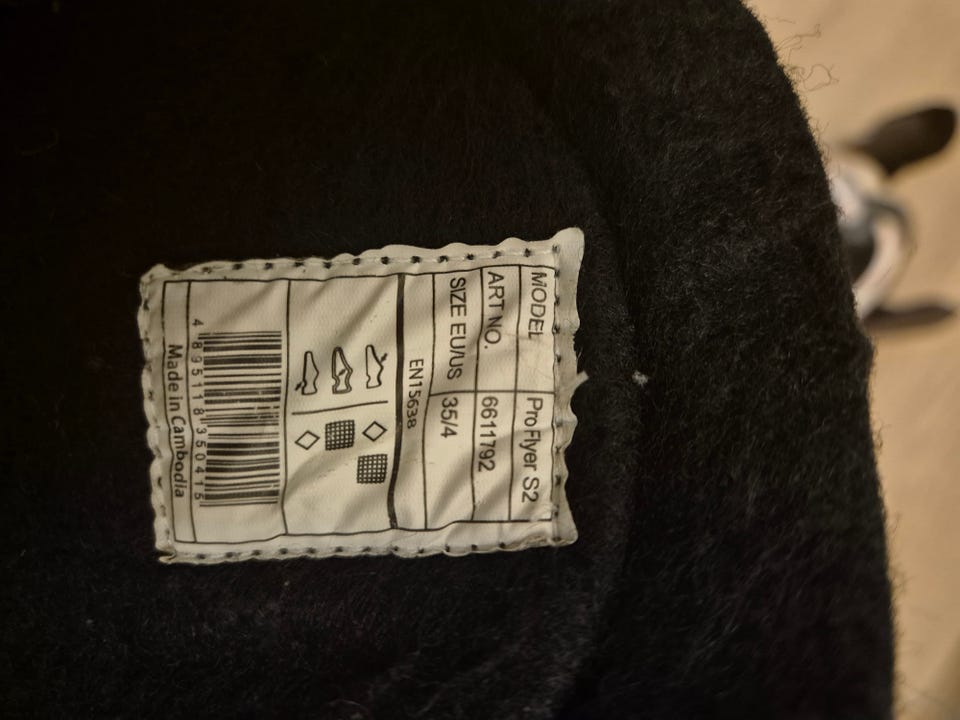 MODEL Pro Flyer S2
ART NO. 6611792
SIZE EU/US 35/4
EN15638
4 895118 350415
Made in Cambodia